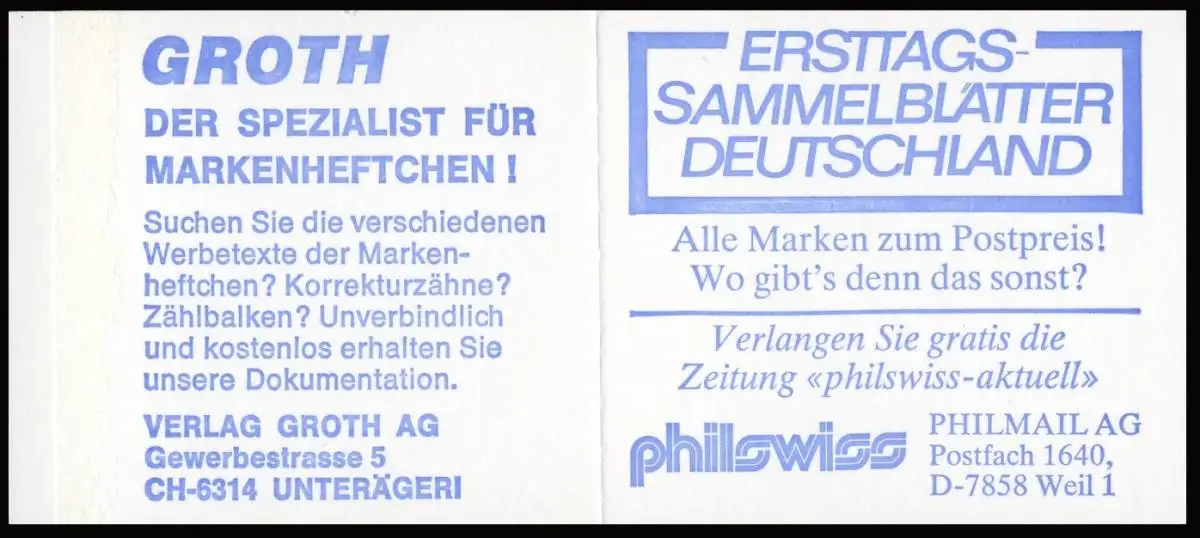 GROTH
DER SPEZIALIST FÜR
MARKENHEFTCHEN !
Suchen Sie die verschiedenen
Werbetexte der Marken-
heftchen? Korrekturzähne?
Zählbalken? Unverbindlich
und kostenlos erhalten Sie
unsere Dokumentation.
VERLAG GROTH AG
Gewerbestrasse 5
CH-6314 UNTERÄGERI
ERSTTAGS-
SAMMELBLÄTTER
DEUTSCHLAND
Alle Marken zum Postpreis!
Wo gibt's denn das sonst?
Verlangen Sie gratis die
Zeitung «philswiss-aktuell»
philswiss
PHILMAIL AG
Postfach 1640,
D-7858 Weil 1